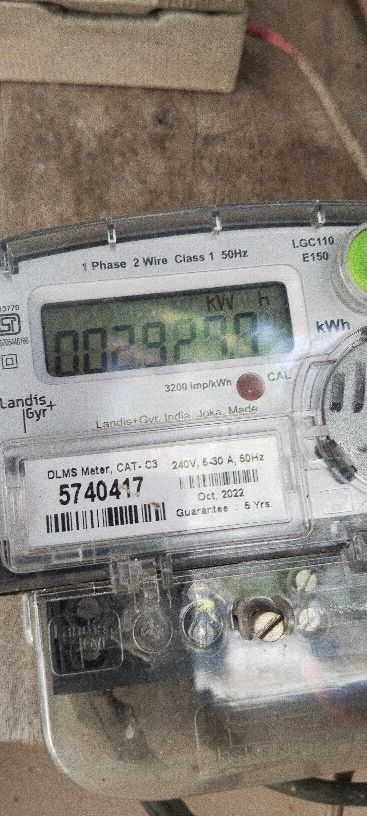 1 Phase 2 Wire Class 1 50Hz
LGC110
E150
kW h
kWh
3200 imp/kWh
CAL
Landis
Gyr+
Landis+Gyr, India, Joka, Made
DLMS Meter, CAT- C3
240V, 5-30 A, 50Hz
5740417
Oct, 2022
Guarantee : 5 Yrs.